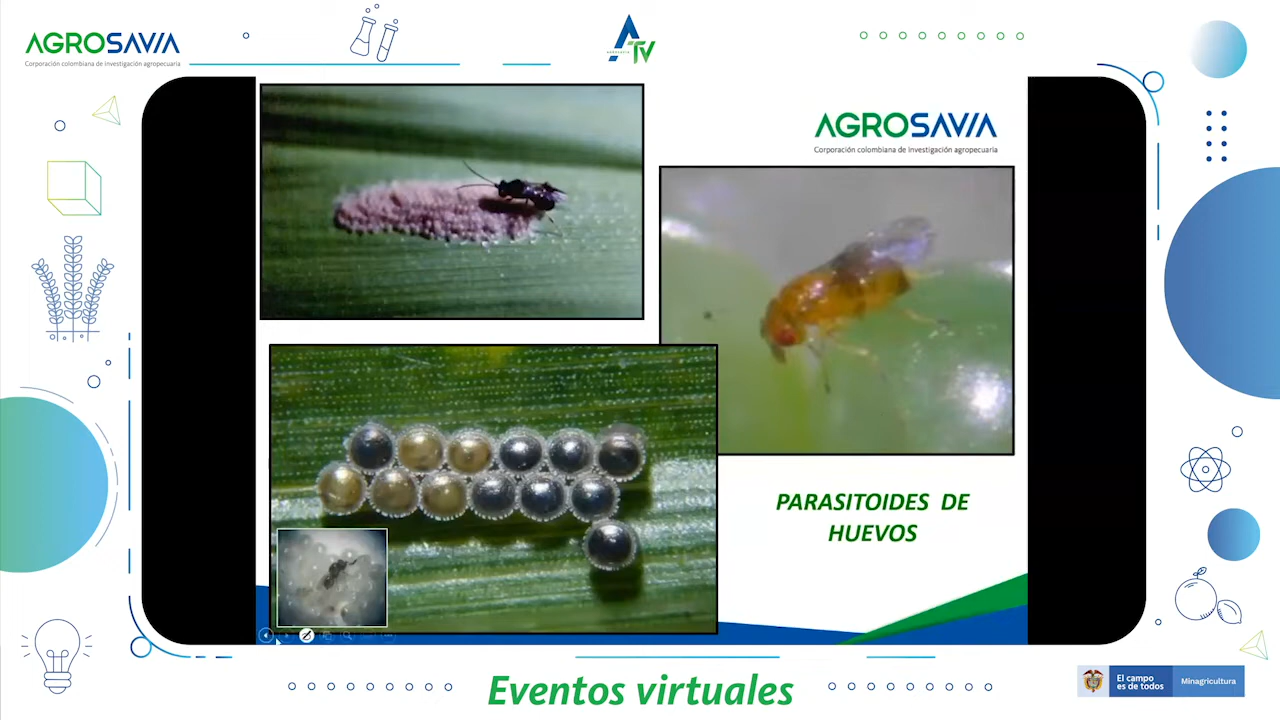 AGROSAVIA
Corporación colombiana de investigación agropecuaria
ATV
AGROSAVIA
Corporación colombiana de investigación agropecuaria
PARASITOIDES DE
HUEVOS
Eventos virtuales
El campo
es de todos
Minagricultura